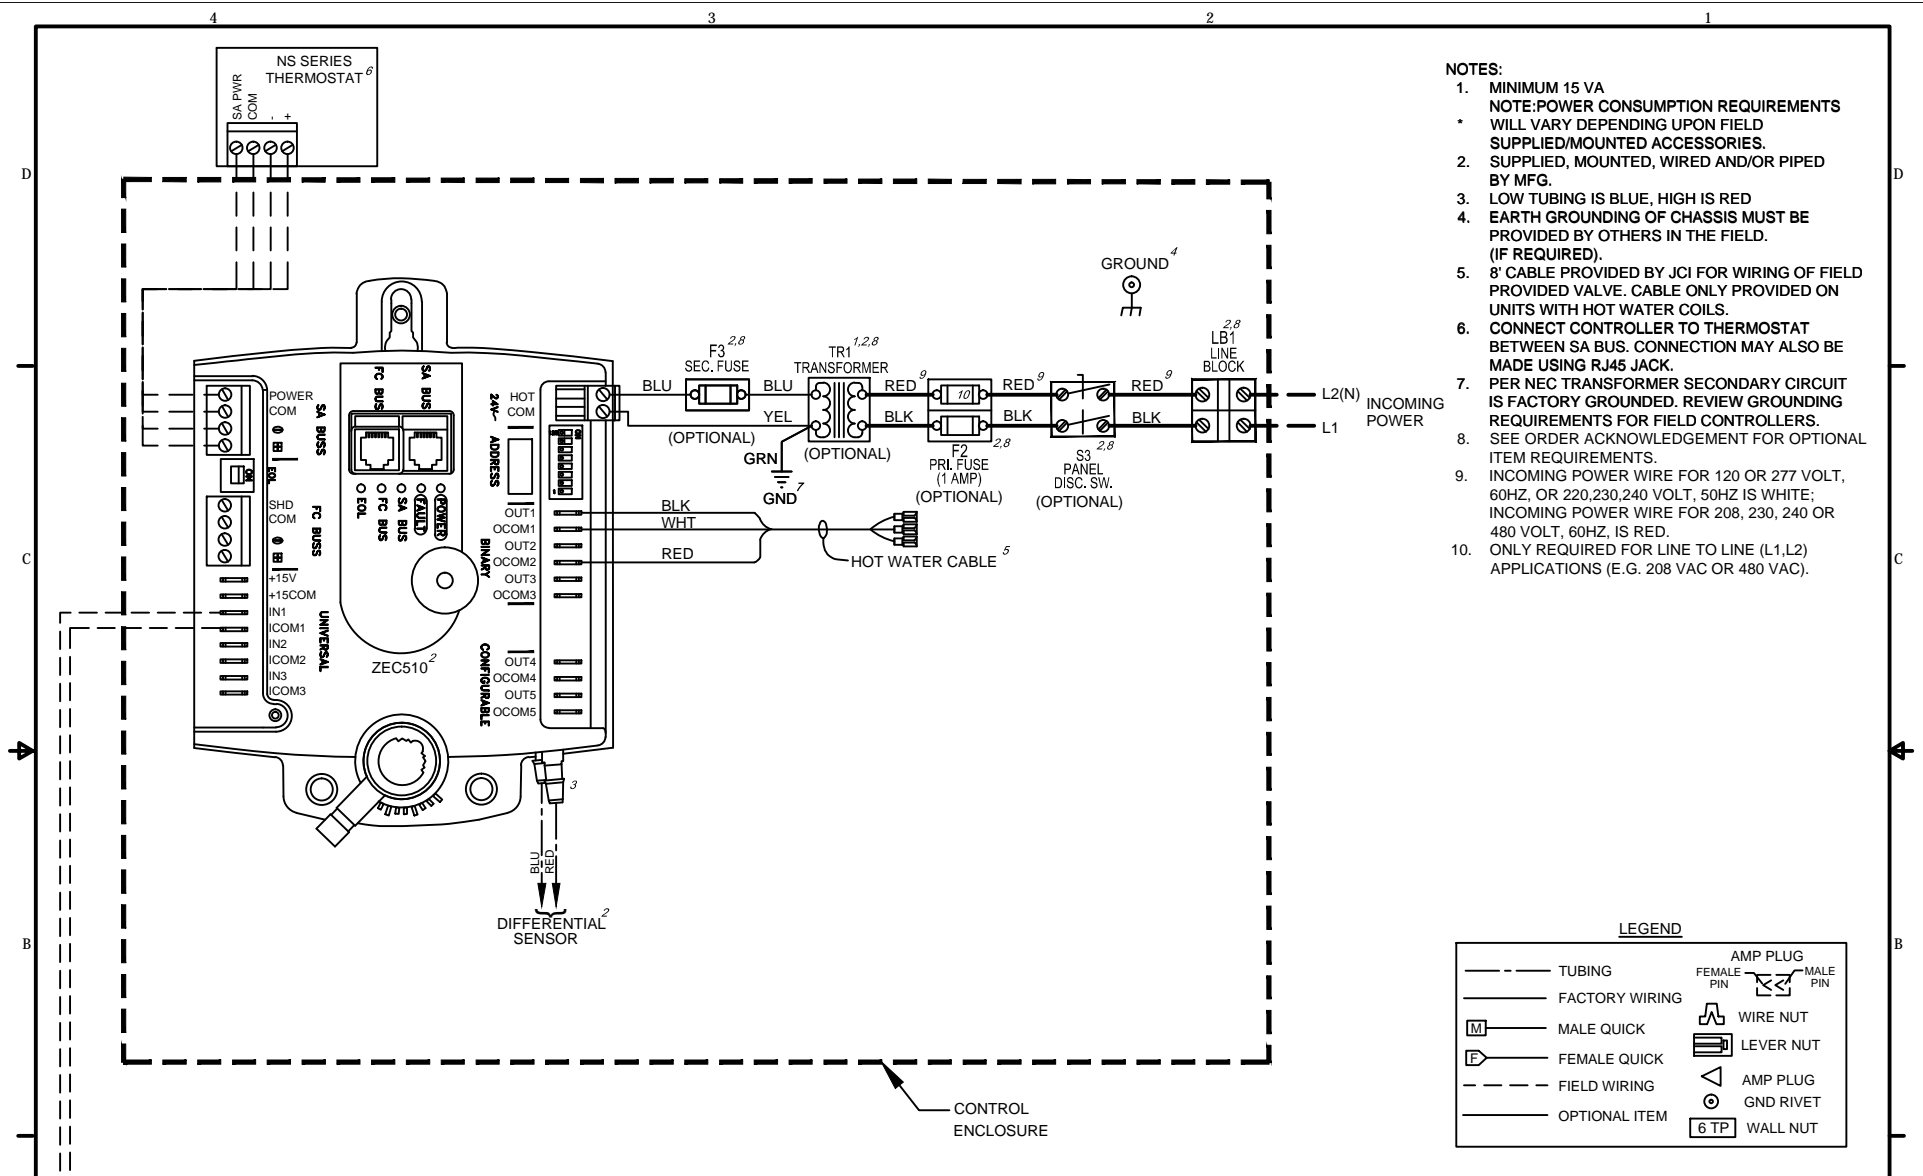 4 3 2 1
NS SERIES
THERMOSTAT 6
SA PWR
COM
-
+
D
D
NOTES:
1. MINIMUM 15 VA
NOTE:POWER CONSUMPTION REQUIREMENTS
* WILL VARY DEPENDING UPON FIELD
SUPPLIED/MOUNTED ACCESSORIES.
2. SUPPLIED, MOUNTED, WIRED AND/OR PIPED
BY MFG.
3. LOW TUBING IS BLUE, HIGH IS RED
4. EARTH GROUNDING OF CHASSIS MUST BE
PROVIDED BY OTHERS IN THE FIELD.
(IF REQUIRED).
5. 8' CABLE PROVIDED BY JCI FOR WIRING OF FIELD
PROVIDED VALVE. CABLE ONLY PROVIDED ON
UNITS WITH HOT WATER COILS.
6. CONNECT CONTROLLER TO THERMOSTAT
BETWEEN SA BUS. CONNECTION MAY ALSO BE
MADE USING RJ45 JACK.
7. PER NEC TRANSFORMER SECONDARY CIRCUIT
IS FACTORY GROUNDED. REVIEW GROUNDING
REQUIREMENTS FOR FIELD CONTROLLERS.
8. SEE ORDER ACKNOWLEDGEMENT FOR OPTIONAL
ITEM REQUIREMENTS.
9. INCOMING POWER WIRE FOR 120 OR 277 VOLT,
60HZ, OR 220,230,240 VOLT, 50HZ IS WHITE;
INCOMING POWER WIRE FOR 208, 230, 240 OR
480 VOLT, 60HZ, IS RED.
10. ONLY REQUIRED FOR LINE TO LINE (L1,L2)
APPLICATIONS (E.G. 208 VAC OR 480 VAC).
GROUND 4
F3 2,8
SEC. FUSE
TR1 1,2,8
TRANSFORMER
2,8
LB1
LINE
BLOCK
BLU
BLU
RED 9
10
RED 9
RED 9
L2(N)
INCOMING
POWER
YEL
BLK
BLK
BLK
L1
(OPTIONAL)
(OPTIONAL)
GRN
GND 7
2,8
F2
PRI. FUSE
(1 AMP)
(OPTIONAL)
2,8
S3
PANEL
DISC. SW.
(OPTIONAL)
POWER
COM
SA BUSS
ON
EOL
SHD
COM
FC BUSS
+15V
+15COM
IN1
ICOM1
IN2
ICOM2
IN3
ICOM3
UNIVERSAL
FC BUS
SA BUS
EOL
FC BUS
SA BUS
FAULT
POWER
ZEC510 2
HOT
COM
24V~
ADDRESS
ON
OUT1
OCOM1
OUT2
OCOM2
OUT3
OCOM3
BINARY
OUT4
OCOM4
OUT5
OCOM5
CONFIGURABLE
BLK
WHT
RED
HOT WATER CABLE 5
C
C
3
BLU
RED
DIFFERENTIAL 2
SENSOR
B
B
CONTROL
ENCLOSURE
LEGEND
TUBING
FACTORY WIRING
M MALE QUICK
F FEMALE QUICK
FIELD WIRING
OPTIONAL ITEM
AMP PLUG
FEMALE
PIN
MALE
PIN
WIRE NUT
LEVER NUT
AMP PLUG
GND RIVET
6 TP WALL NUT